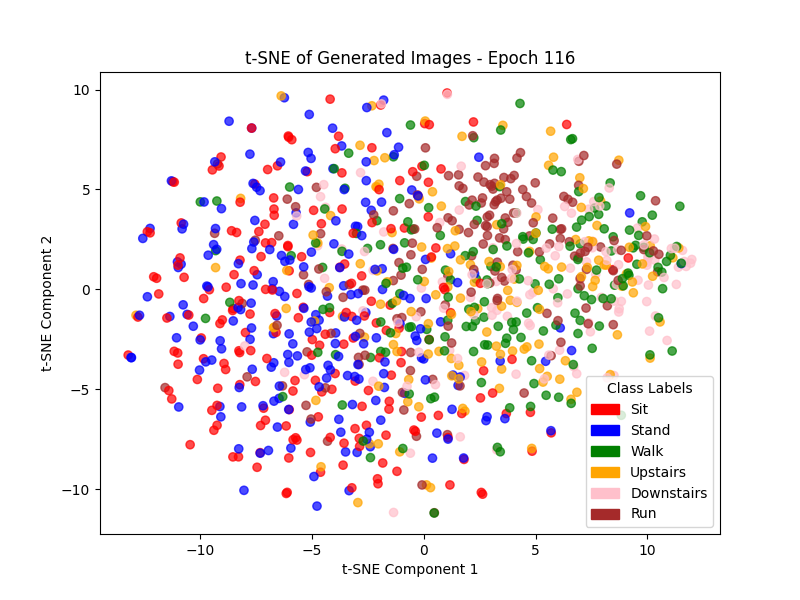 t-SNE of Generated Images - Epoch 116
t-SNE Component 2
10
5
0
−5
−10
−10
−5
0
5
10
t-SNE Component 1
Class Labels
Sit
Stand
Walk
Upstairs
Downstairs
Run